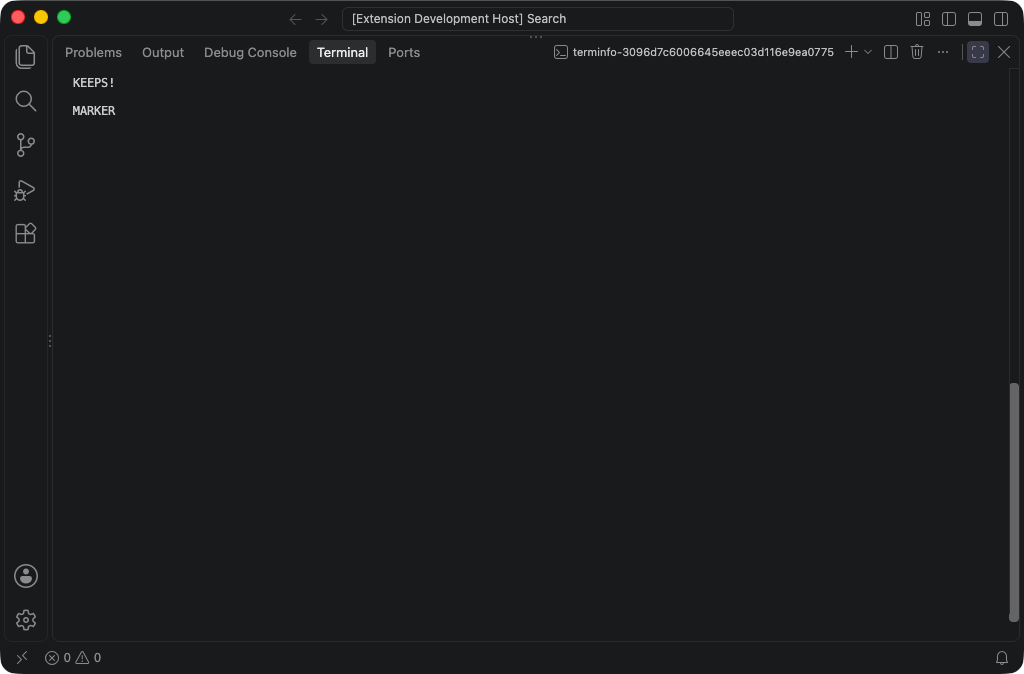 [Extension Development Host] Search
Problems Output Debug Console Terminal Ports
terminfo-3096d7c6006645eeec03d116e9ea0775
KEEPS!
MARKER
0 0